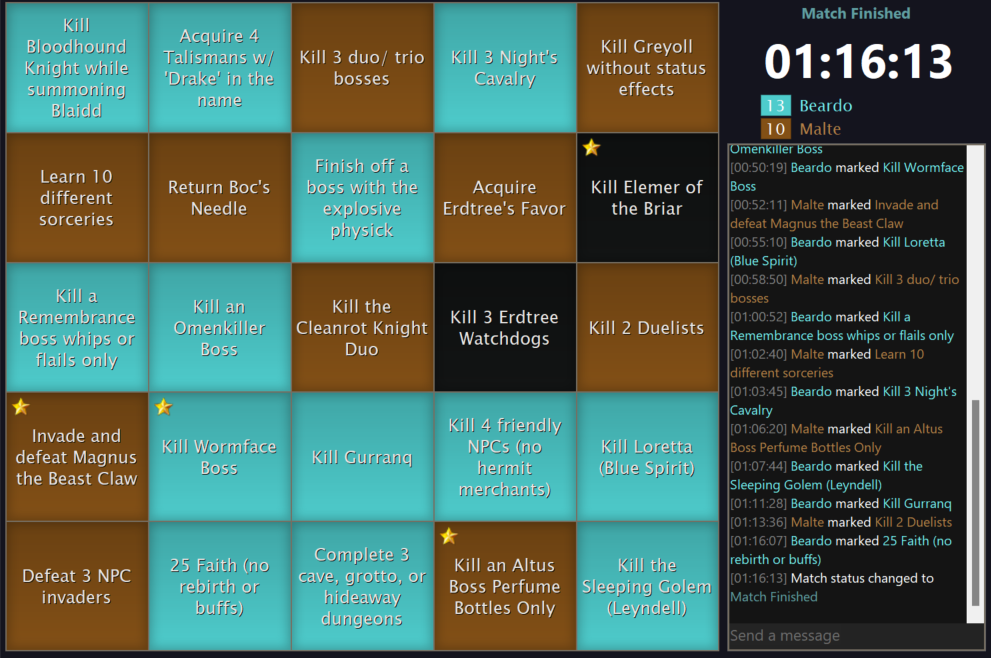 Kill
Bloodhound
Knight while
summoning
Blaidd
Acquire 4
Talismans w/
'Drake' in the
name
Kill 3 duo/ trio
bosses
Kill 3 Night's
Cavalry
Kill Greyoll
without status
effects
Learn 10
different
sorceries
Return Boc's
Needle
Finish off a
boss with the
explosive
physick
Acquire
Erdtree's Favor
Kill Elemer of
the Briar
Kill a
Remembrance
boss whips or
flails only
Kill an
Omenkiller
Boss
Kill the
Cleanrot Knight
Duo
Kill 3 Erdtree
Watchdogs
Kill 2 Duelists
Invade and
defeat Magnus
the Beast Claw
Kill Wormface
Boss
Kill Gurranq
Kill 4 friendly
NPCs (no
hermit
merchants)
Kill Loretta
(Blue Spirit)
Defeat 3 NPC
invaders
25 Faith (no
rebirth or
buffs)
Complete 3
cave, grotto, or
hideaway
dungeons
Kill an Altus
Boss Perfume
Bottles Only
Kill the
Sleeping Golem
(Leyndell)
Match Finished
01:16:13
13 Beardo
10 Malte
Omenkiller Boss
[00:50:19] Beardo marked Kill Wormface
Boss
[00:52:11] Malte marked Invade and
defeat Magnus the Beast Claw
[00:55:10] Beardo marked Kill Loretta
(Blue Spirit)
[00:58:50] Malte marked Kill 3 duo/ trio
bosses
[01:00:52] Beardo marked Kill a
Remembrance boss whips or flails only
[01:02:40] Malte marked Learn 10
different sorceries
[01:03:45] Beardo marked Kill 3 Night's
Cavalry
[01:06:20] Malte marked Kill an Altus
Boss Perfume Bottles Only
[01:07:44] Beardo marked Kill the
Sleeping Golem (Leyndell)
[01:11:28] Beardo marked Kill Gurranq
[01:13:36] Malte marked Kill 2 Duelists
[01:16:07] Beardo marked 25 Faith (no
rebirth or buffs)
[01:16:13] Match status changed to
Match Finished
Send a message